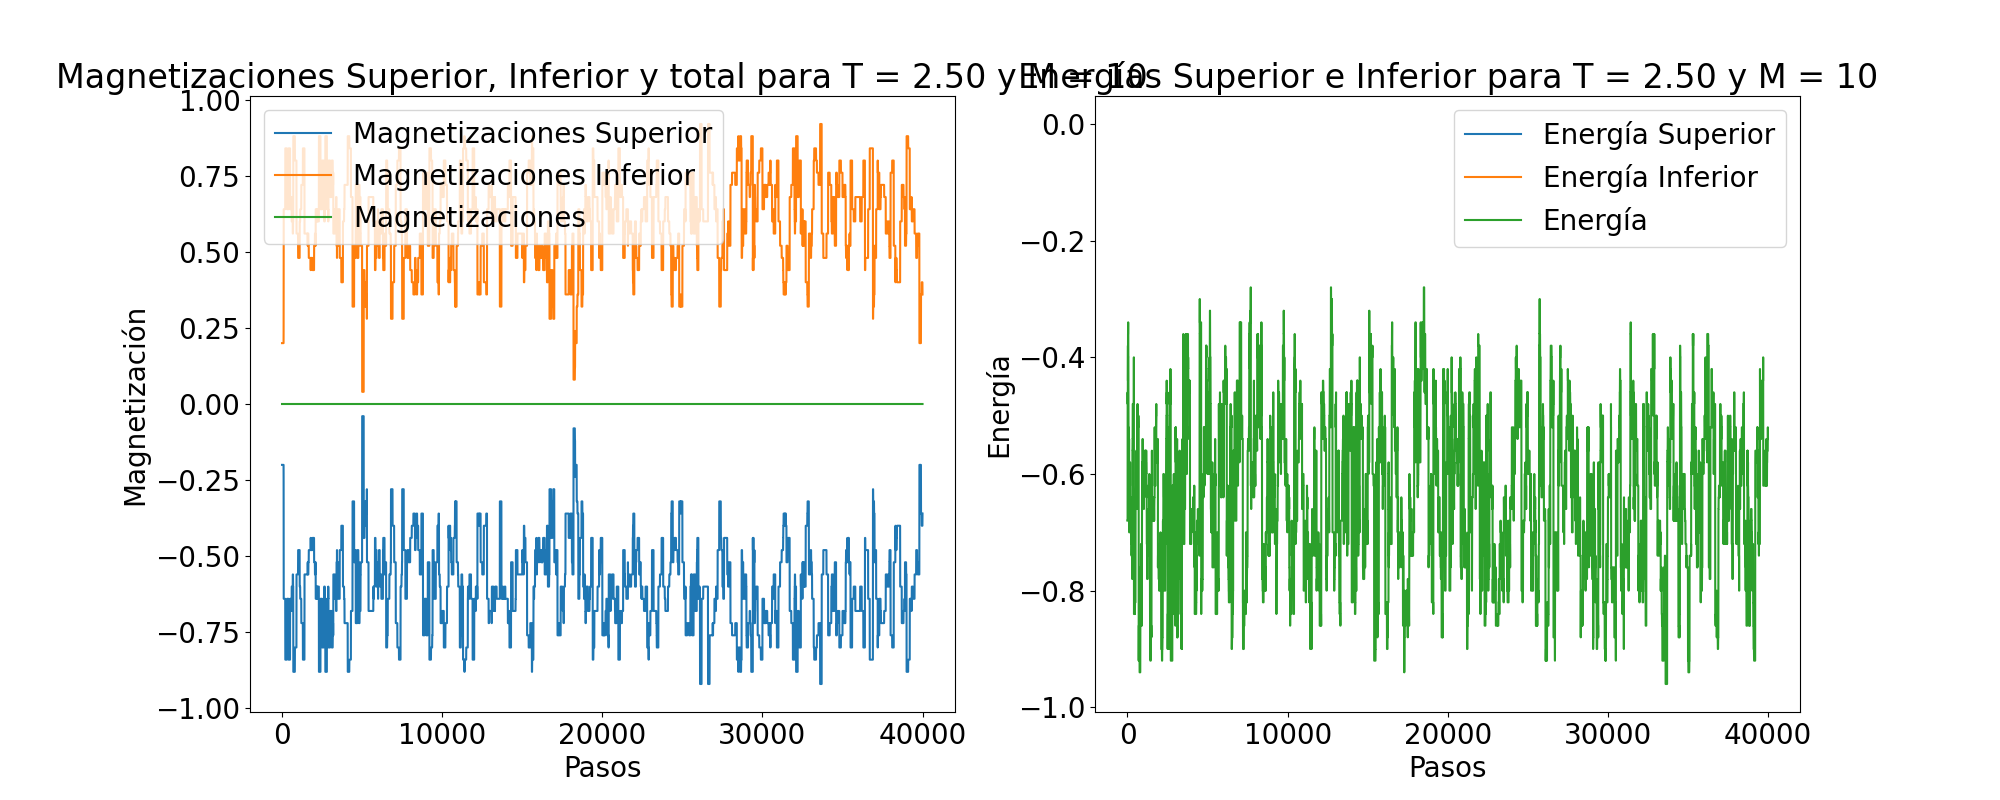 Magnetizaciones Superior, Inferior y total para T = 2.50 y M = 10
Energías Superior e Inferior para T = 2.50 y M = 10
Magnetización
1.00
0.75
0.50
0.25
0.00
−0.25
−0.50
−0.75
−1.00
Magnetizaciones Superior
Magnetizaciones Inferior
Magnetizaciones
0
10000
20000
30000
40000
Pasos
Energía
0.0
−0.2
−0.4
−0.6
−0.8
−1.0
Energía Superior
Energía Inferior
Energía
0
10000
20000
30000
40000
Pasos